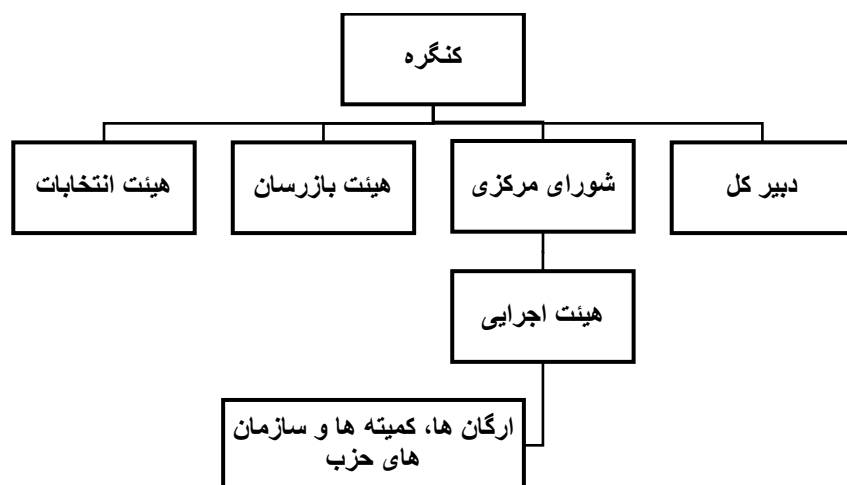 کنگره
دبیر کل
شورای مرکزی
هیئت بازرسان
هیئت انتخابات
هیئت اجرایی
ارگان ها، کمیته ها و سازمان
های حزب